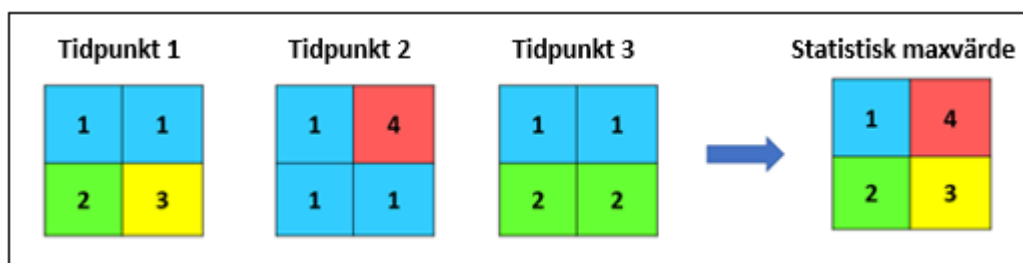 Tidpunkt 1 Tidpunkt 2 Tidpunkt 3 Statistisk maxvärde
1 1 1 4 1 1 1 4
2 3 1 1 2 2 2 3